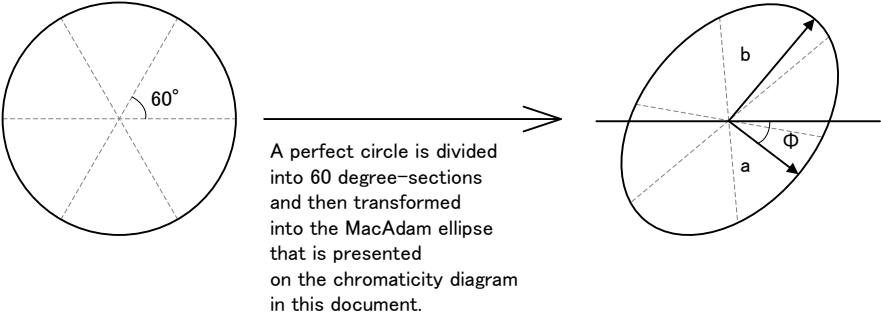 60°
A perfect circle is divided
into 60 degree-sections
and then transformed
into the MacAdam ellipse
that is presented
on the chromaticity diagram
in this document.
b
Φ
a